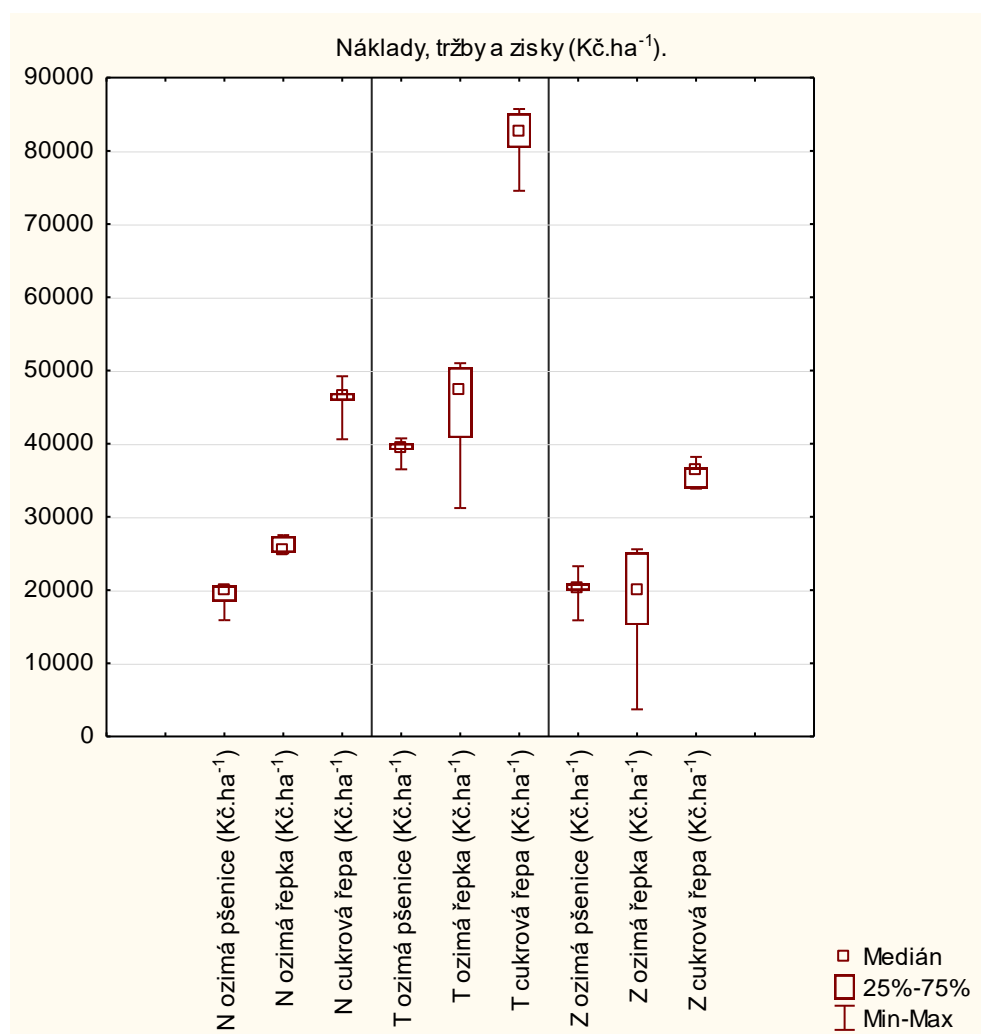 Náklady, tržby a zisky (Kč.ha⁻¹).
90000
80000
70000
60000
50000
40000
30000
20000
10000
0
N ozimá pšenice (Kč.ha⁻¹)
N ozimá řepka (Kč.ha⁻¹)
N cukrová řepa (Kč.ha⁻¹)
T ozimá pšenice (Kč.ha⁻¹)
T ozimá řepka (Kč.ha⁻¹)
T cukrová řepa (Kč.ha⁻¹)
Z ozimá pšenice (Kč.ha⁻¹)
Z ozimá řepka (Kč.ha⁻¹)
Z cukrová řepa (Kč.ha⁻¹)
Medián
25%-75%
Min-Max